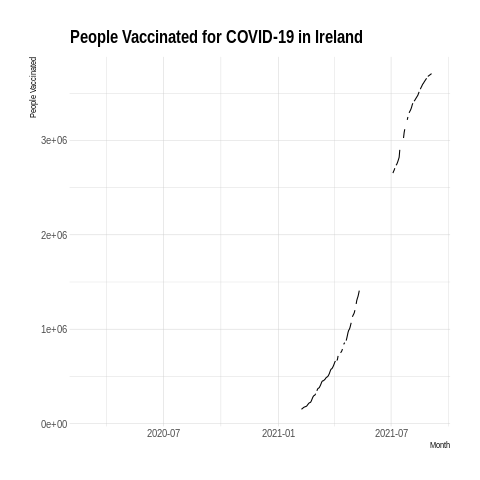 People Vaccinated for COVID-19 in Ireland
People Vaccinated
3e+06
2e+06
1e+06
0e+00
2020-07
2021-01
2021-07
Month